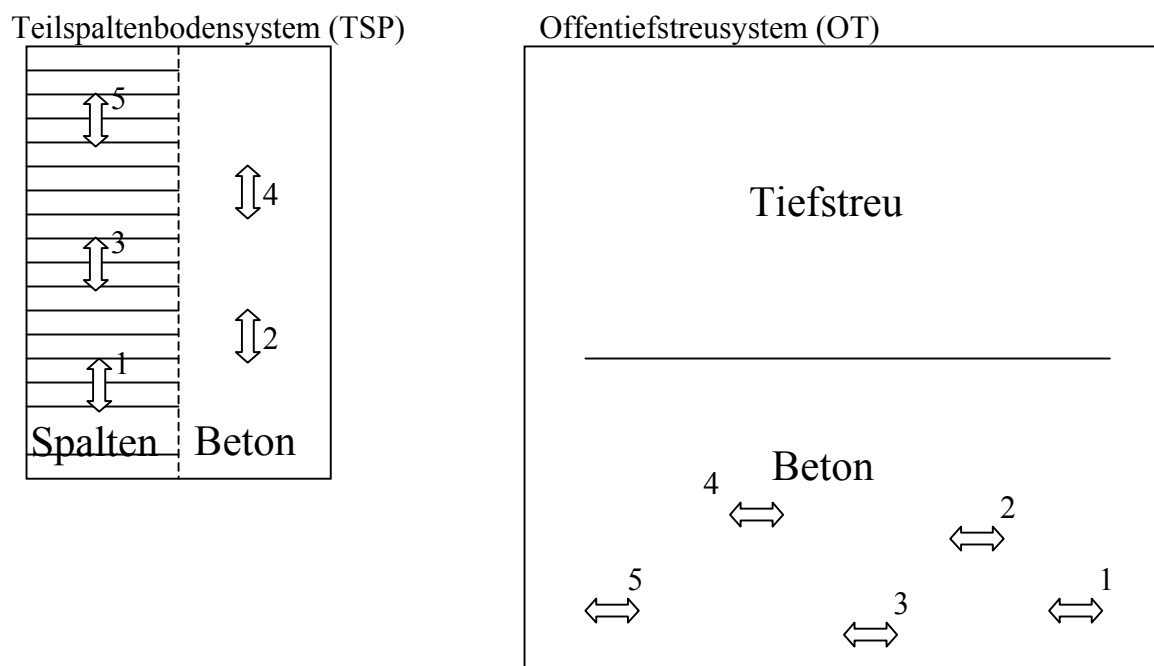 Teilspaltenbodensystem (TSP)
5
4
3
2
1
Spalten
Beton
Offentiefstreusystem (OT)
Tiefstreu
Beton
4
2
5
3
1